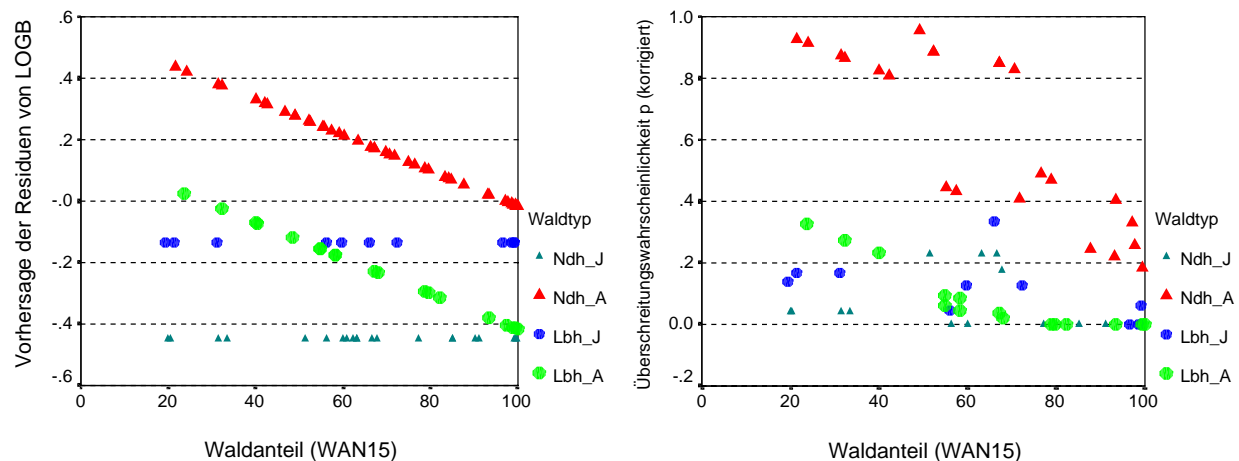 Vorhersage der Residuen von LOGB
.6
.4
.2
-.0
-.2
-.4
-.6
0
20
40
60
80
100
Waldanteil (WAN15)
Waldtyp
Ndh_J
Ndh_A
Lbh_J
Lbh_A
Überschreitungswahrscheinlichkeit p (korrigiert)
1.0
.8
.6
.4
.2
0.0
-.2
0
20
40
60
80
100
Waldanteil (WAN15)
Waldtyp
Ndh_J
Ndh_A
Lbh_J
Lbh_A